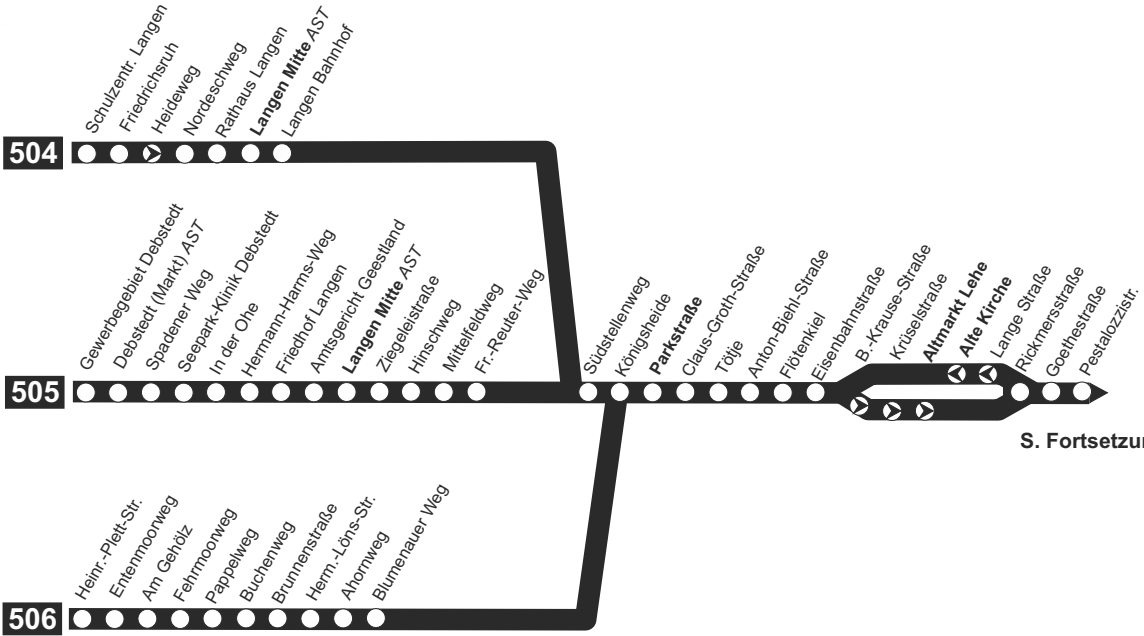 Schulzentr. Langen
Friedrichsruh
Heideweg
Nordeschweg
Rathaus Langen
Langen Mitte AST
Langen Bahnhof
504
Gewerbegebiet Debstedt
Debstedt (Markt) AST
Spadener Weg
Seepark-Klinik Debstedt
In der Ohe
Hermann-Harms-Weg
Friedhof Langen
Amtsgericht Geestland
Langen Mitte AST
Ziegeleistraße
Hinschweg
Mittelfeldweg
Fr.-Reuter-Weg
Südstellenweg
Königsheide
Parkstraße
Claus-Groth-Straße
Tölje
Anton-Biehl-Straße
Flötenkiel
Eisenbahnstraße
B.-Krause-Straße
Krüselstraße
Altmarkt Lehe
Alte Kirche
Lange Straße
Rickmersstraße
Goethestraße
Pestalozzistr.
505
S. Fortsetzu
Heinr.-Plett-Str.
Entenmoorweg
Am Gehölz
Fehrmoorweg
Pappelweg
Buchenweg
Brunnenstraße
Herm.-Löns-Str.
Ahornweg
Blumenauer Weg
506